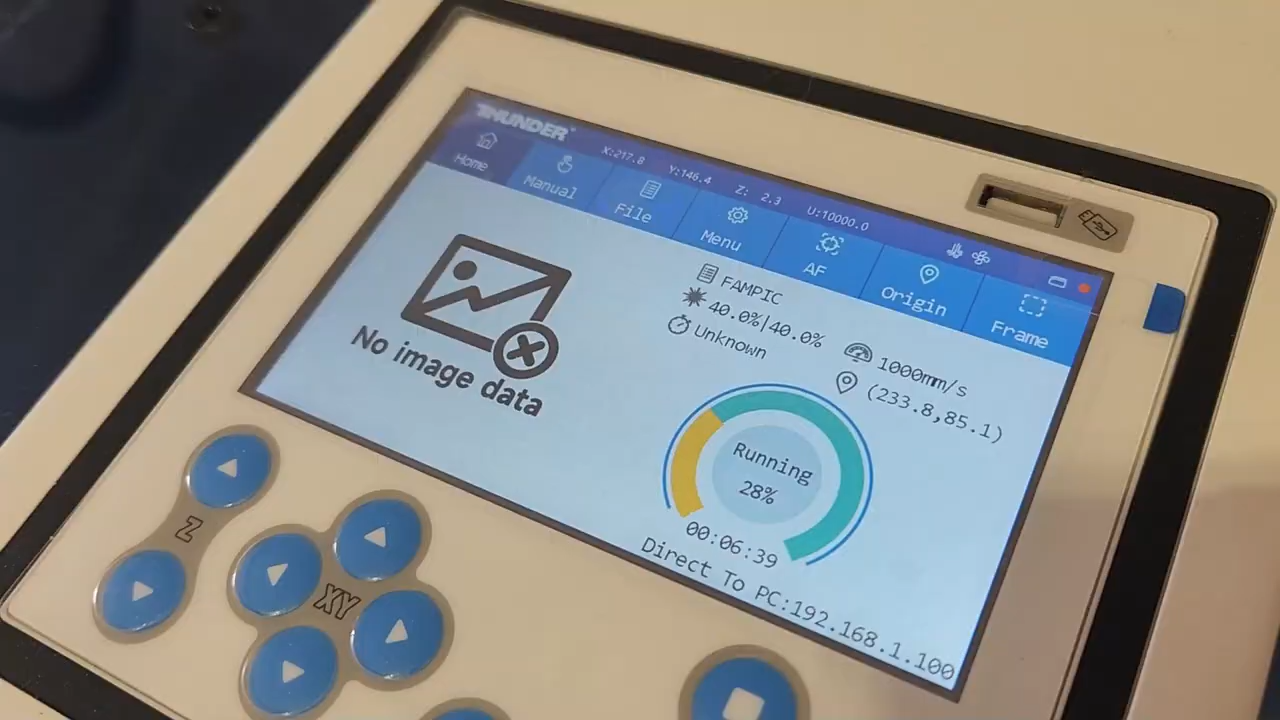 THUNDER™
X:217.8 Y:146.4 Z: 2.3 U:10000.0
Home Manual File Menu AF Origin Frame
FAMPIC
40.0%|40.0% 1000mm/s
Unknown (233.8,85.1)
No image data
Running
28%
00:06:39
Direct To PC:192.168.1.100
Z
XY